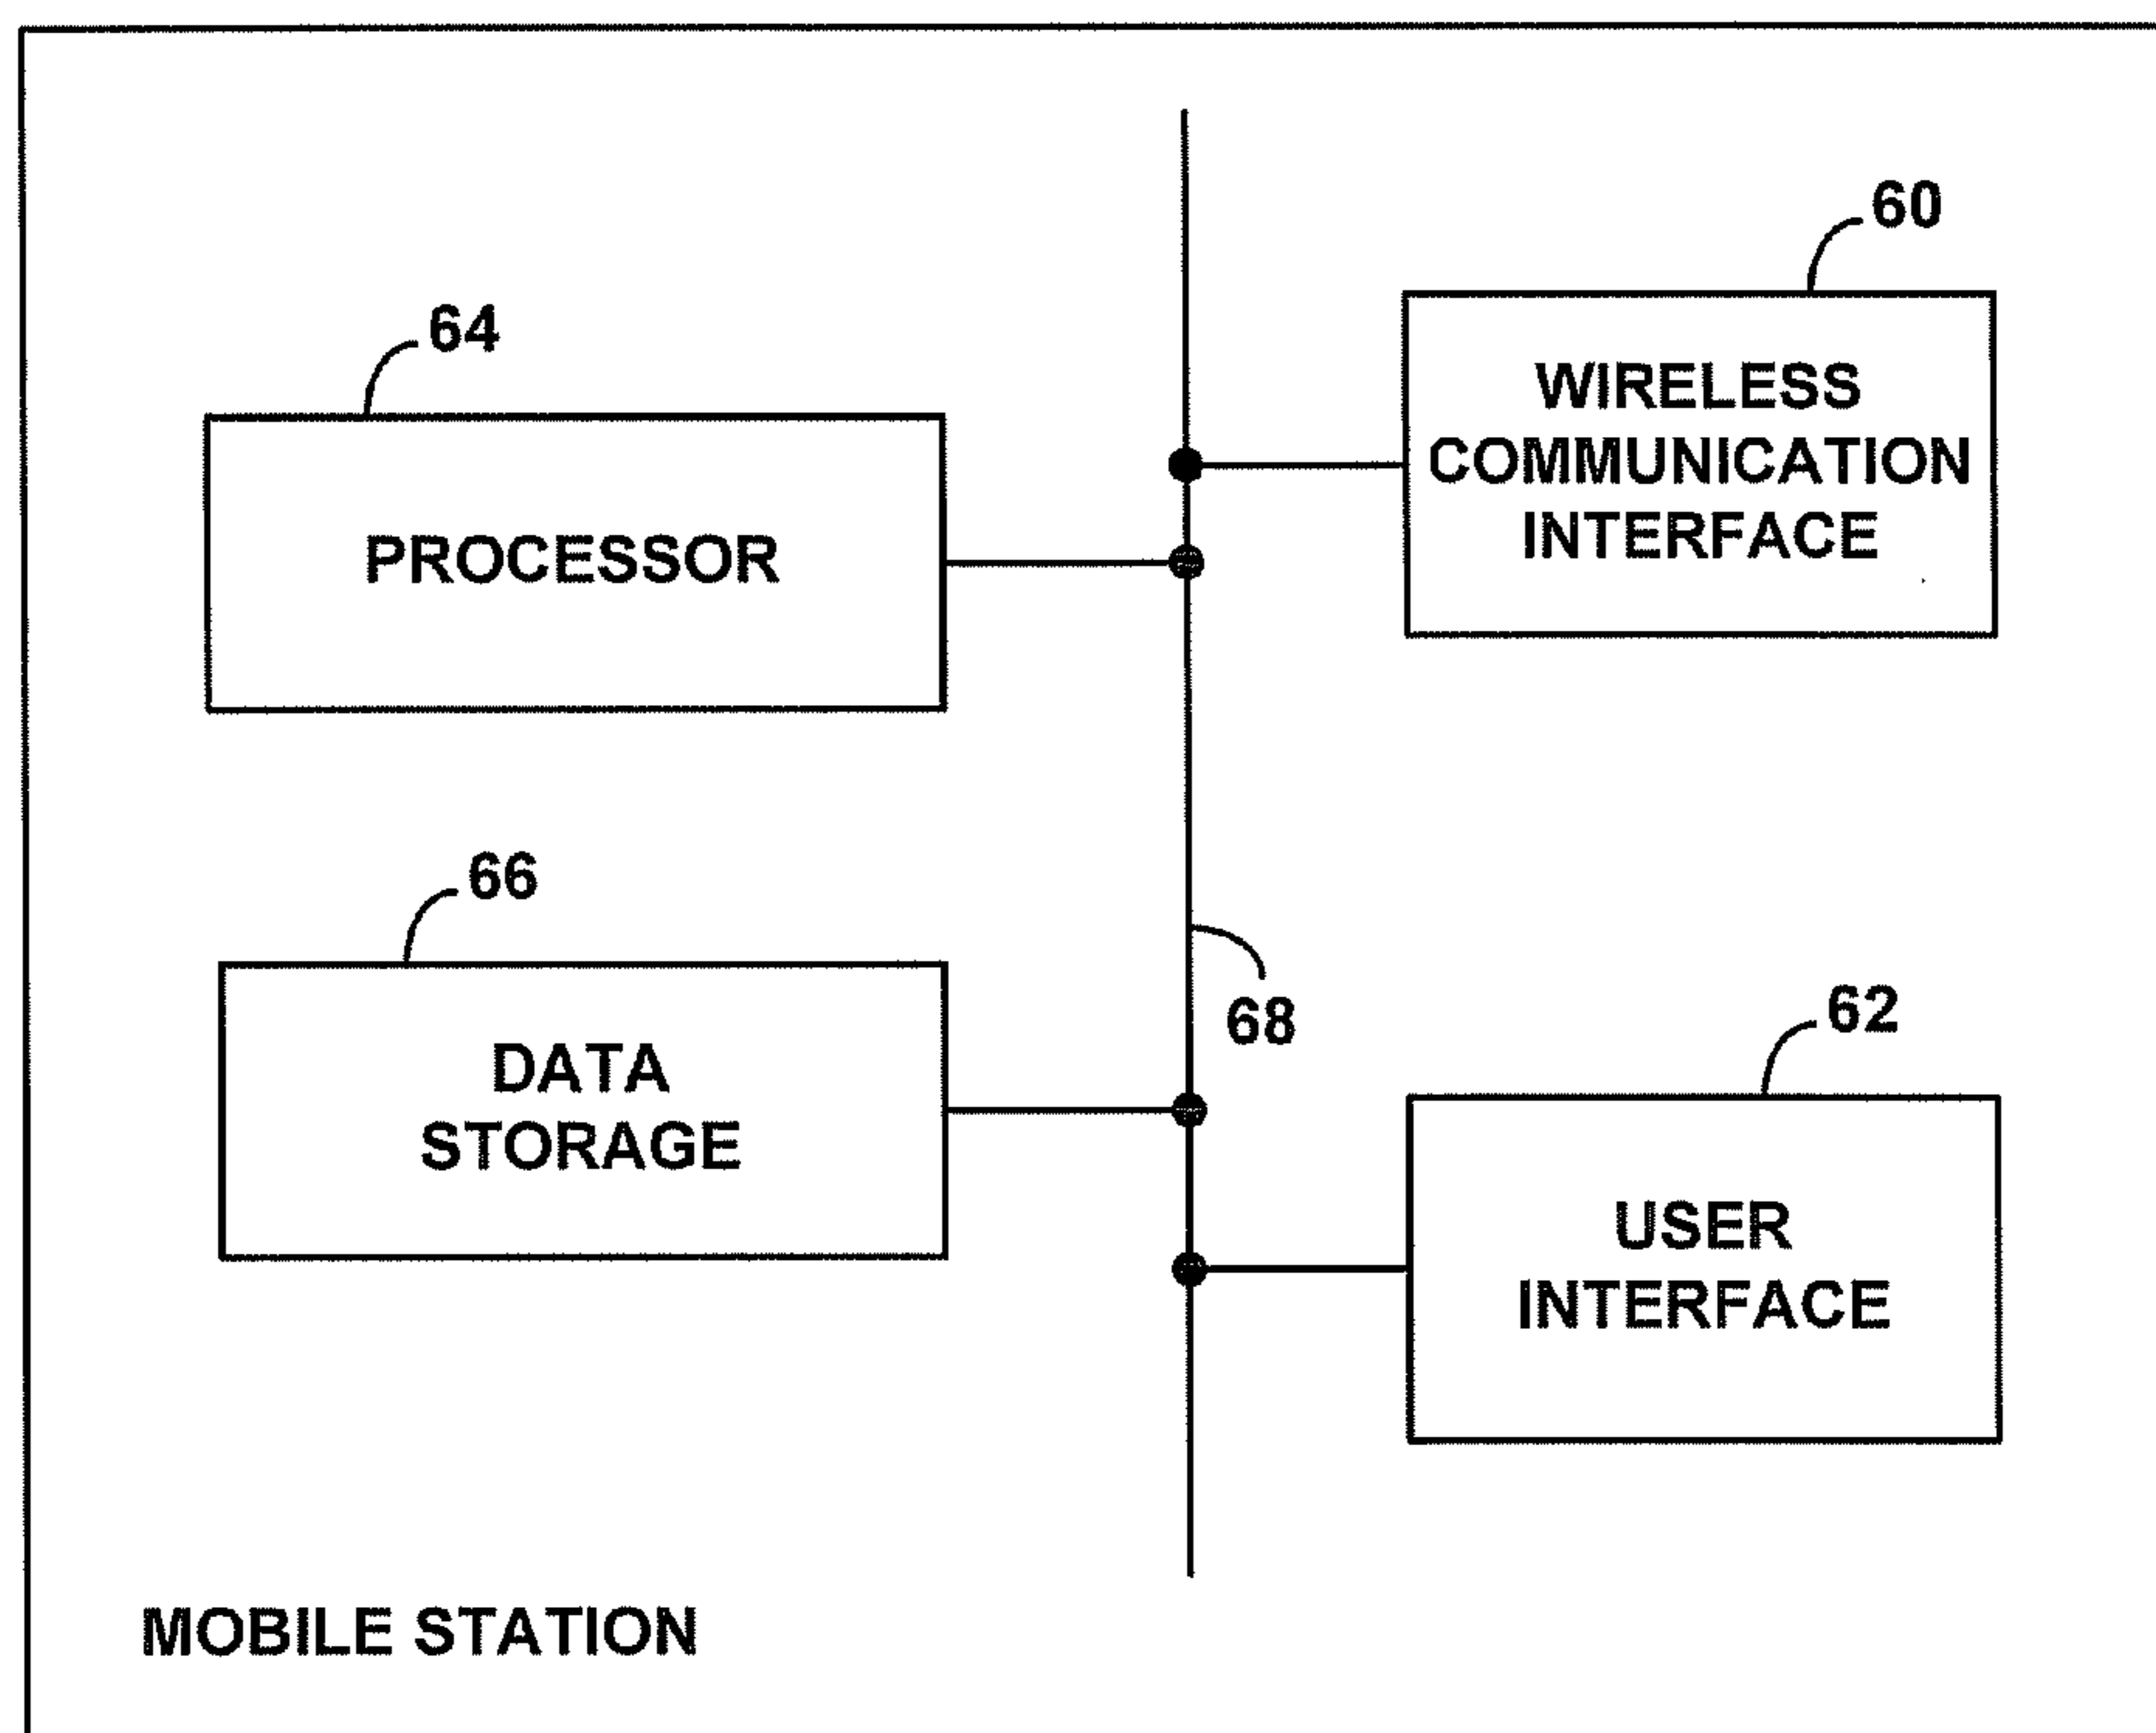 60
WIRELESS
COMMUNICATION
INTERFACE
64
PROCESSOR
66
DATA
STORAGE
68
62
USER
INTERFACE
MOBILE STATION